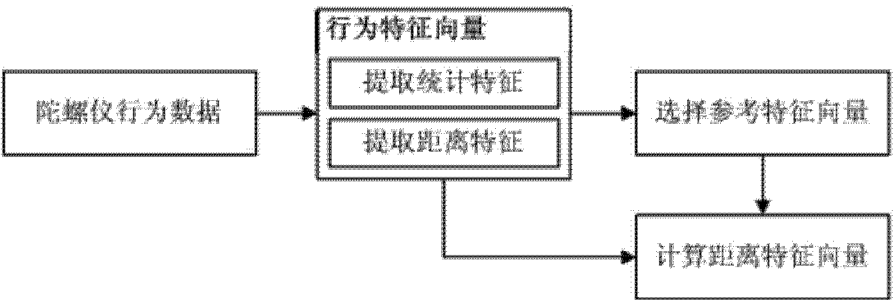 行为特征向量
提取统计特征
陀螺仪行为数据
选择参考特征向量
提取距离特征
计算距离特征向量